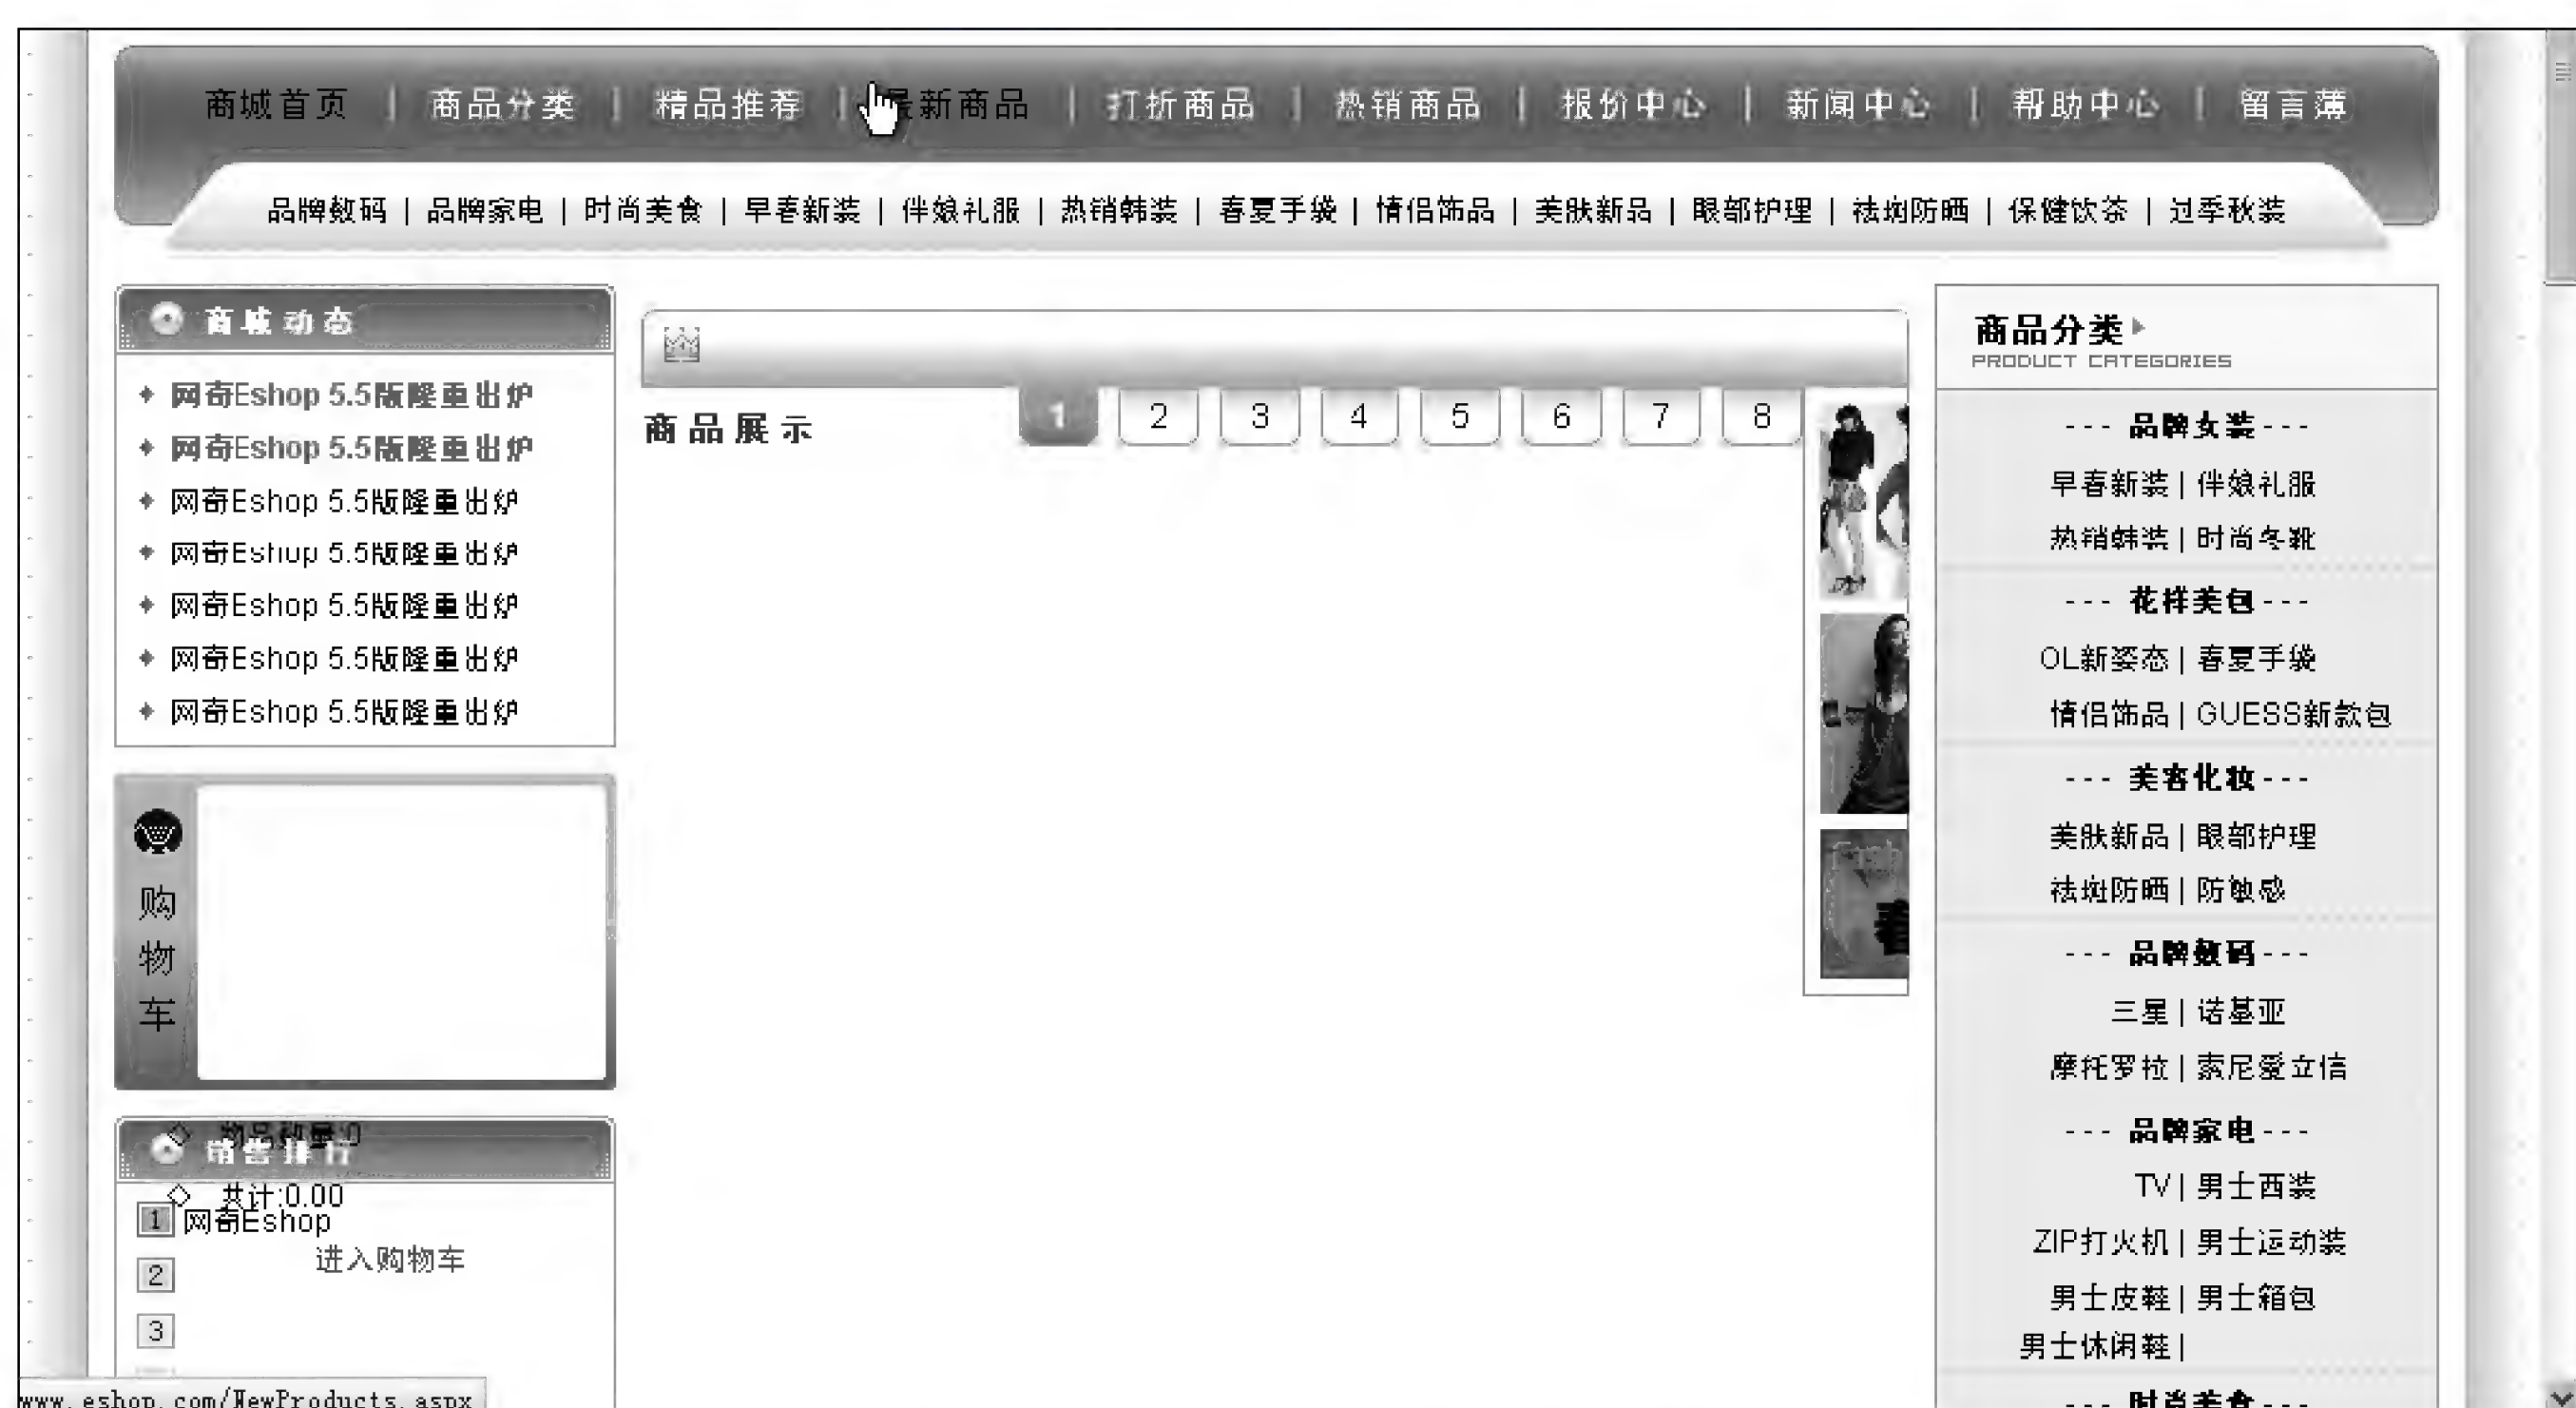 商城首页 | 商品分类 | 精品推荐 | 最新商品 | 打折商品 | 热销商品 | 报价中心 | 新闻中心 | 帮助中心 | 留言薄
品牌数码 | 品牌家电 | 时尚美食 | 早春新装 | 伴娘礼服 | 热销韩装 | 春夏手袋 | 情侣饰品 | 美肤新品 | 眼部护理 | 祛斑防晒 | 保健饮茶 | 过季秋装
商城动态
网奇Eshop 5.5版隆重出炉
网奇Eshop 5.5版隆重出炉
网奇Eshop 5.5版隆重出炉
网奇Eshop 5.5版隆重出炉
网奇Eshop 5.5版隆重出炉
网奇Eshop 5.5版隆重出炉
网奇Eshop 5.5版隆重出炉
购
物
车
物品数量:0
销售排行
共计:0.00
1 网奇Eshop
进入购物车
2
3
www.eshop.com/NewProducts.aspx
商品展示
1 2 3 4 5 6 7 8
商品分类
PRODUCT CATEGORIES
--- 品牌女装---
早春新装 | 伴娘礼服
热销韩装 | 时尚冬靴
--- 花样美包---
OL新姿态 | 春夏手袋
情侣饰品 | GUESS新款包
--- 美容化妆---
美肤新品 | 眼部护理
祛斑防晒 | 防敏感
--- 品牌数码---
三星 | 诺基亚
摩托罗拉 | 索尼爱立信
--- 品牌家电---
TV | 男士西装
ZIP打火机 | 男士运动装
男士皮鞋 | 男士箱包
男士休闲鞋 |
--- 时尚美食---